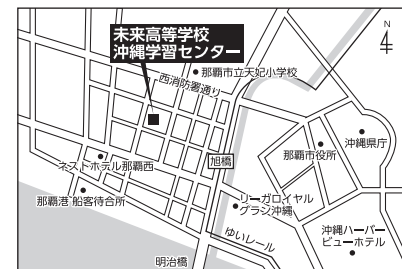 未来高等学校
沖縄学習センター
N
那覇市立天妃小学校
西消防署通り
沖縄県庁
那覇市役所
旭橋
ネストホテル那覇西
那覇港 船客待合所
リーガロイヤル
グラン沖縄
沖縄ハーバー
ビューホテル
ゆいレール
明治橋